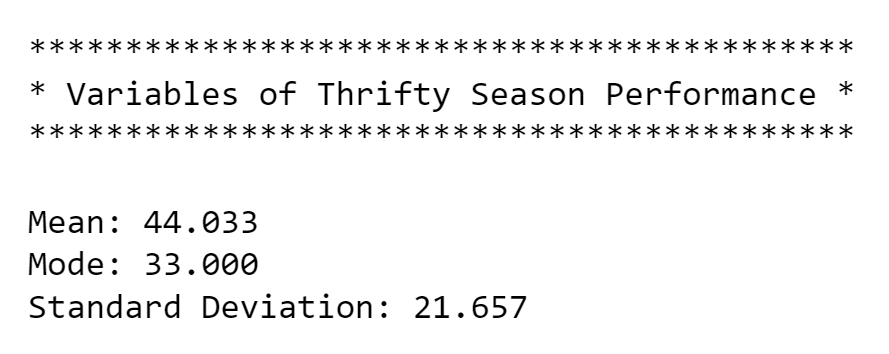 *******************************************
* Variables of Thrifty Season Performance *
*******************************************
Mean: 44.033
Mode: 33.000
Standard Deviation: 21.657